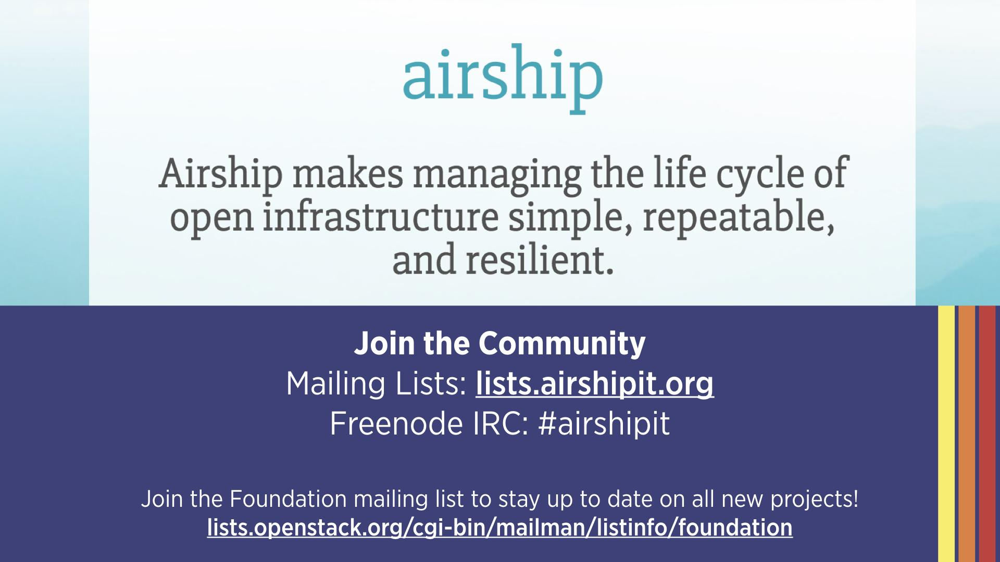 airship
Airship makes managing the life cycle of
open infrastructure simple, repeatable,
and resilient.
Join the Community
Mailing Lists: lists.airshipit.org
Freenode IRC: #airshipit
Join the Foundation mailing list to stay up to date on all new projects!
lists.openstack.org/cgi-bin/mailman/listinfo/foundation